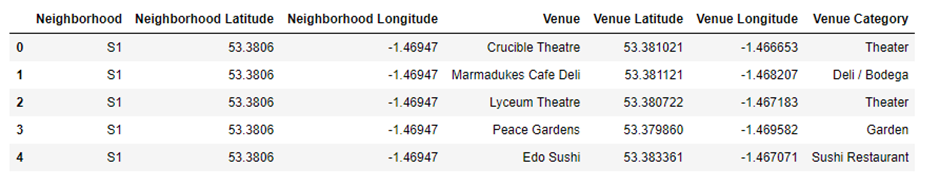 Neighborhood Neighborhood Latitude Neighborhood Longitude Venue Venue Latitude Venue Longitude Venue Category
0 S1 53.3806 -1.46947 Crucible Theatre 53.381021 -1.466653 Theater
1 S1 53.3806 -1.46947 Marmadukes Cafe Deli 53.381121 -1.468207 Deli / Bodega
2 S1 53.3806 -1.46947 Lyceum Theatre 53.380722 -1.467183 Theater
3 S1 53.3806 -1.46947 Peace Gardens 53.379860 -1.469582 Garden
4 S1 53.3806 -1.46947 Edo Sushi 53.383361 -1.467071 Sushi Restaurant